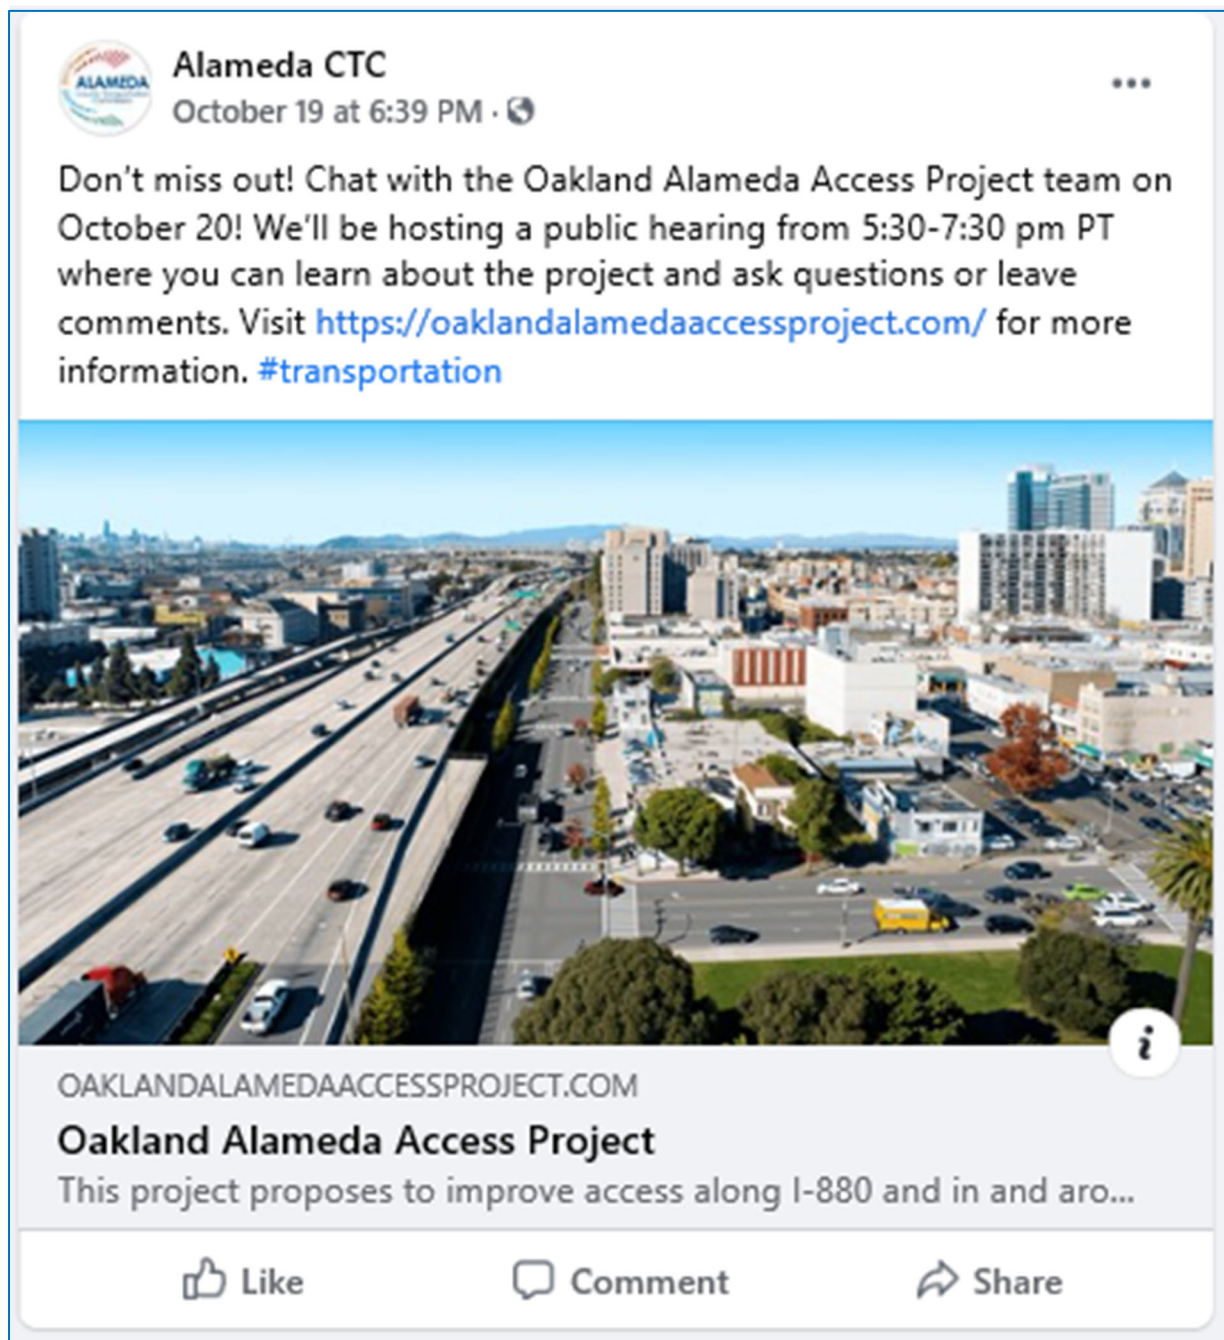 ALAMEDA
Alameda CTC
October 19 at 6:39 PM ·
Don't miss out! Chat with the Oakland Alameda Access Project team on
October 20! We'll be hosting a public hearing from 5:30-7:30 pm PT
where you can learn about the project and ask questions or leave
comments. Visit https://oaklandalamedaaccessproject.com/ for more
information. #transportation
i
OAKLANDALAMEDAACCESSPROJECT.COM
Oakland Alameda Access Project
This project proposes to improve access along I-880 and in and aro...
Like Comment Share